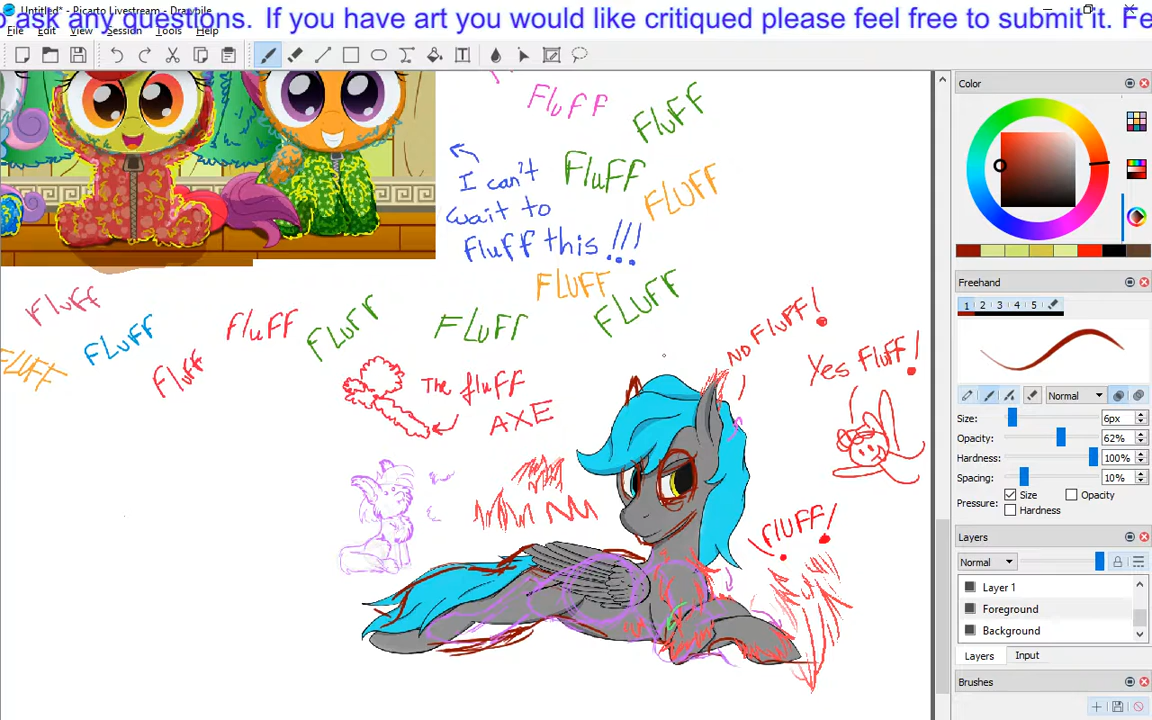 Untitled* - Picarto Livestream - Drawpile
o ask any questions. If you have art you would like critiqued please feel free to submit it. Fe
File Edit View Session Tools Help
FLuFF
FLuFF
FLuFF
FLUFF
I can't
wait to
fluff this!!!
FLUFF
FLUFF
FluFF
FLuFF
FLUFF
Fluff
FluFF
FLuFF
FLuFF
The fluff
AXE
NO FLuFF!
Yes Fluff!
FluFF!
Color
Freehand
1 2 3 4 5
Normal
Size: 6px
Opacity: 62%
Hardness: 100%
Spacing: 10%
Pressure: Size Opacity
Hardness
Layers
Normal
Layer 1
Foreground
Background
Layers Input
Brushes